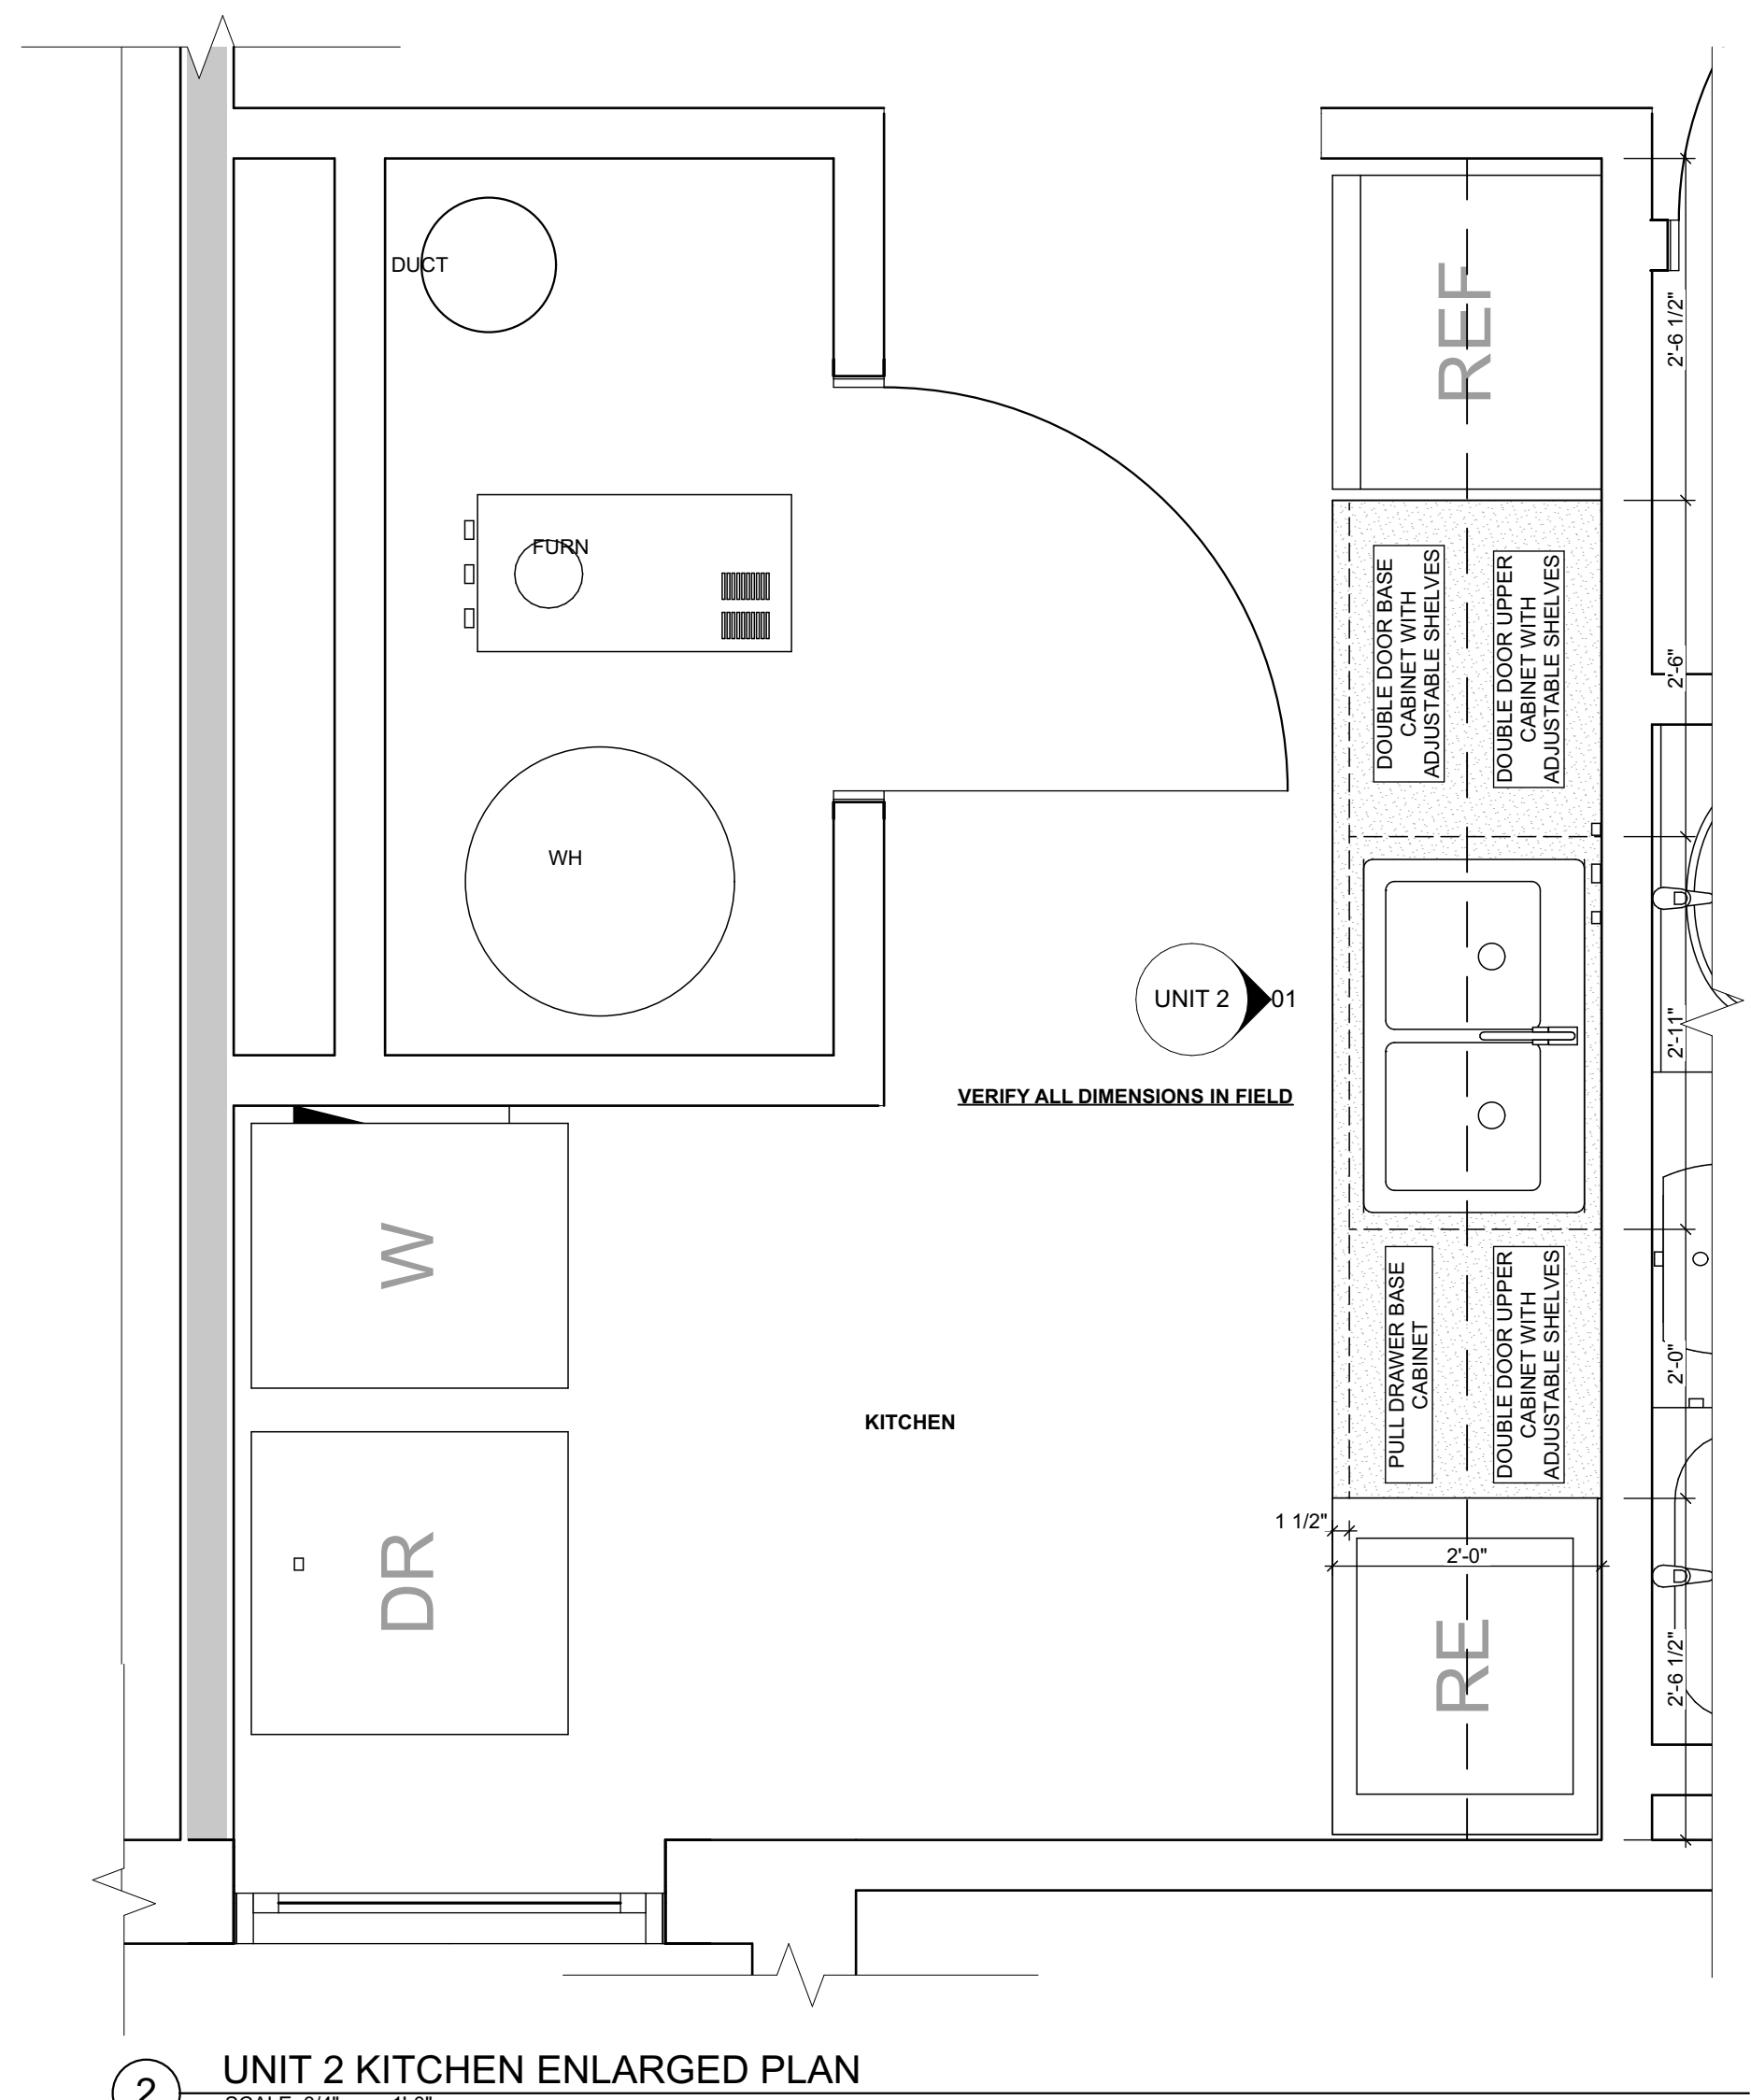 DUCT
REF
2'-6 1/2"
FURN
DOUBLE DOOR BASE
CABINET WITH
ADJUSTABLE SHELVES
DOUBLE DOOR UPPER
CABINET WITH
ADJUSTABLE SHELVES
2'-6"
WH
UNIT 2
01
2'-11"
VERIFY ALL DIMENSIONS IN FIELD
W
PULL DRAWER BASE
CABINET
DOUBLE DOOR UPPER
CABINET WITH
ADJUSTABLE SHELVES
2'-0"
KITCHEN
DR
1 1/2"
2'-0"
RE
2'-6 1/2"
2
UNIT 2 KITCHEN ENLARGED PLAN